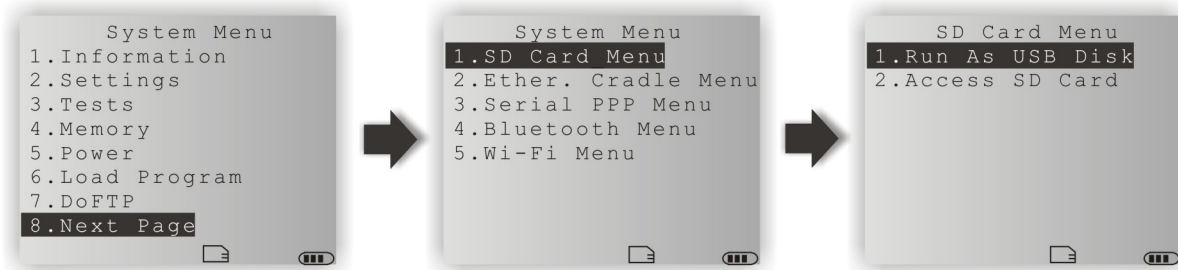 System Menu
1.Information
2.Settings
3.Tests
4.Memory
5.Power
6.Load Program
7.DoFTP
8.Next Page
System Menu
1.SD Card Menu
2.Ether. Cradle Menu
3.Serial PPP Menu
4.Bluetooth Menu
5.Wi-Fi Menu
SD Card Menu
1.Run As USB Disk
2.Access SD Card